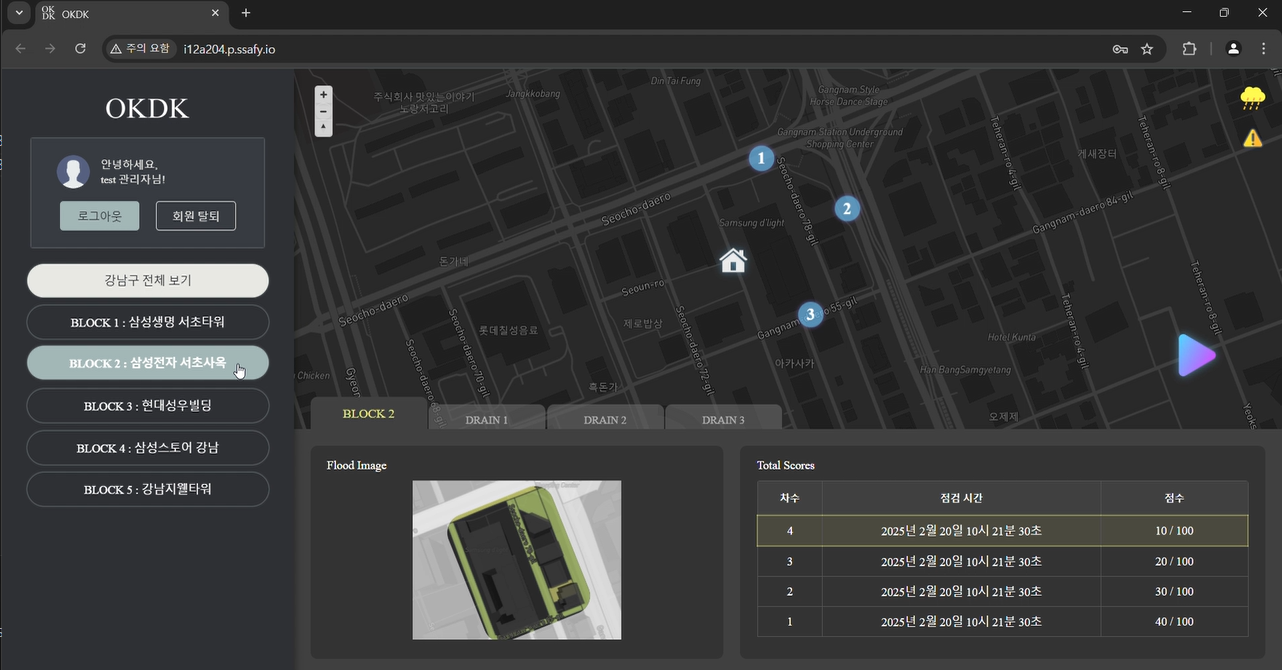 OK
DK
OKDK
주의 요함
i12a204.p.ssafy.io
OKDK
안녕하세요,
test 관리자님!
로그아웃
회원 탈퇴
강남구 전체 보기
BLOCK 1 : 삼성생명 서초타워
BLOCK 2 : 삼성전자 서초사옥
BLOCK 3 : 현대성우빌딩
BLOCK 4 : 삼성스토어 강남
BLOCK 5 : 강남지웰타워
Din Tai Fung
주식회사 맛있는이야기
노랑저고리
Jangkkobang
Gangnam Style
Horse Dance Stage
Gangnam Station Underground
Shopping Center
Teheran-ro 4-gil
Teheran-ro 8-gil
게새장터
1
2
Seocho-daero
Seocho-daero 78-gil
Gangnam-daero 84-gil
Samsung d'light
돈가네
Seoun-ro
Teheran-ro 8-gil
Seocho-daero
Seocho-daero 70-gil
Seocho-daero 68-gil
롯데칠성음료
제로밥상
Seocho-daero 72-gil
Gangnam 55-gil
3
Teheran-ro 4-gil
Hotel Kunta
Chicken
아카사카
Han BangSamgyetang
흑돈가
오제제
BLOCK 2
DRAIN 1
DRAIN 2
DRAIN 3
Flood Image
Total Scores
차수 점검 시간 점수
4 2025년 2월 20일 10시 21분 30초 10 / 100
3 2025년 2월 20일 10시 21분 30초 20 / 100
2 2025년 2월 20일 10시 21분 30초 30 / 100
1 2025년 2월 20일 10시 21분 30초 40 / 100